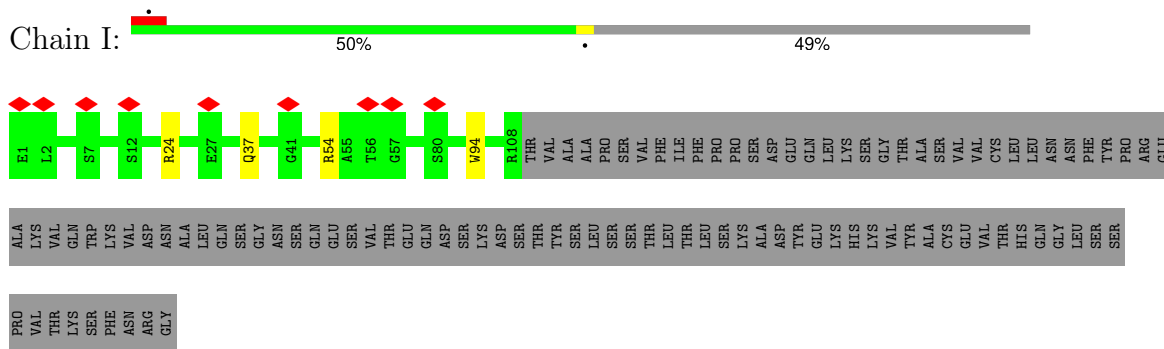 Chain I:
50%
49%
E1 L2 S7 S12 R24 E27 Q37 G41 R54 A55 T56 G57 S80 W94 R108 THR VAL ALA ALA PRO SER VAL PHE ILE PHE PRO PRO SER ASP GLU GLN LEU LYS SER GLY THR ALA SER VAL VAL CYS LEU LEU ASN ASN PHE TYR PRO ARG GLU
ALA LYS VAL GLN TRP LYS VAL ASP ASN ALA LEU GLN SER GLY ASN SER GLN GLU SER VAL THR GLU GLN ASP SER LYS ASP SER THR TYR SER LEU SER SER THR LEU THR LEU SER LYS ALA ASP TYR GLU LYS HIS LYS VAL TYR ALA CYS GLU VAL THR HIS GLN GLY LEU SER SER
PRO VAL THR LYS SER PHE ASN ARG GLY